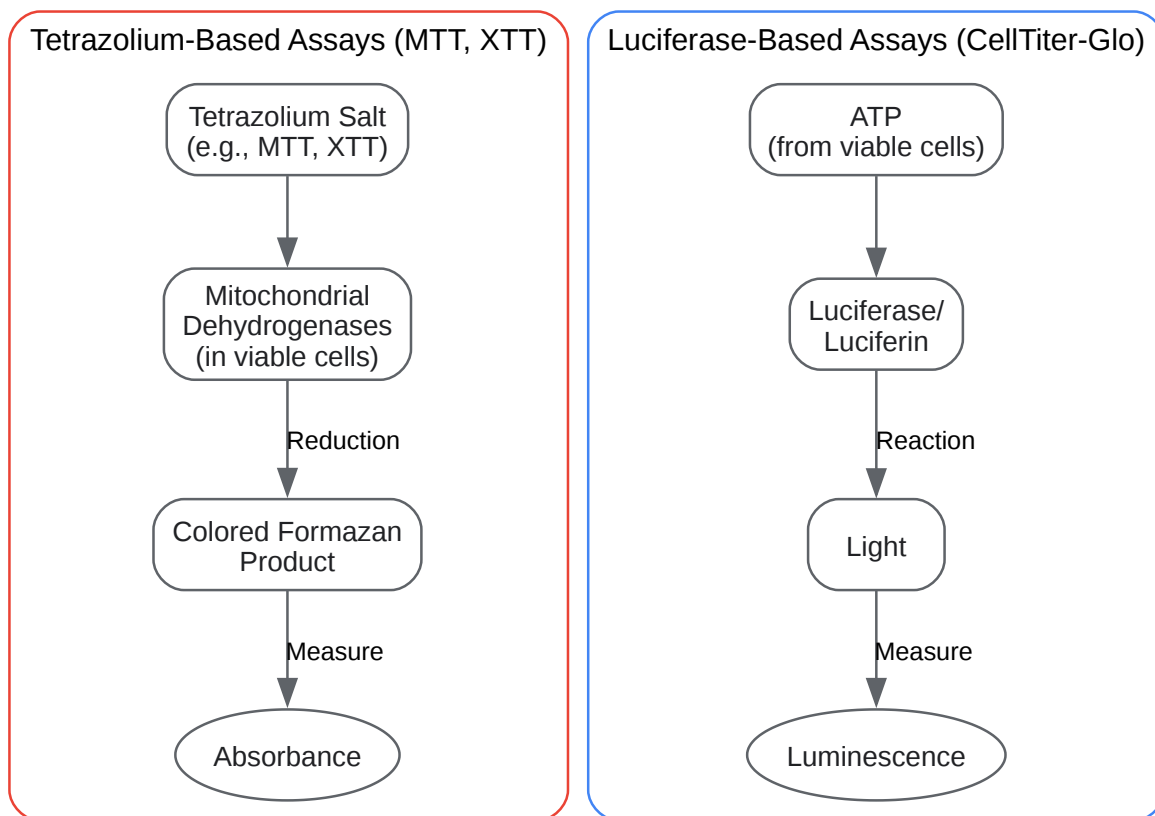 Tetrazolium-Based Assays (MTT, XTT)
Tetrazolium Salt
(e.g., MTT, XTT)
Mitochondrial
Dehydrogenases
(in viable cells)
Reduction
Colored Formazan
Product
Measure
Absorbance
Luciferase-Based Assays (CellTiter-Glo)
ATP
(from viable cells)
Luciferase/
Luciferin
Reaction
Light
Measure
Luminescence